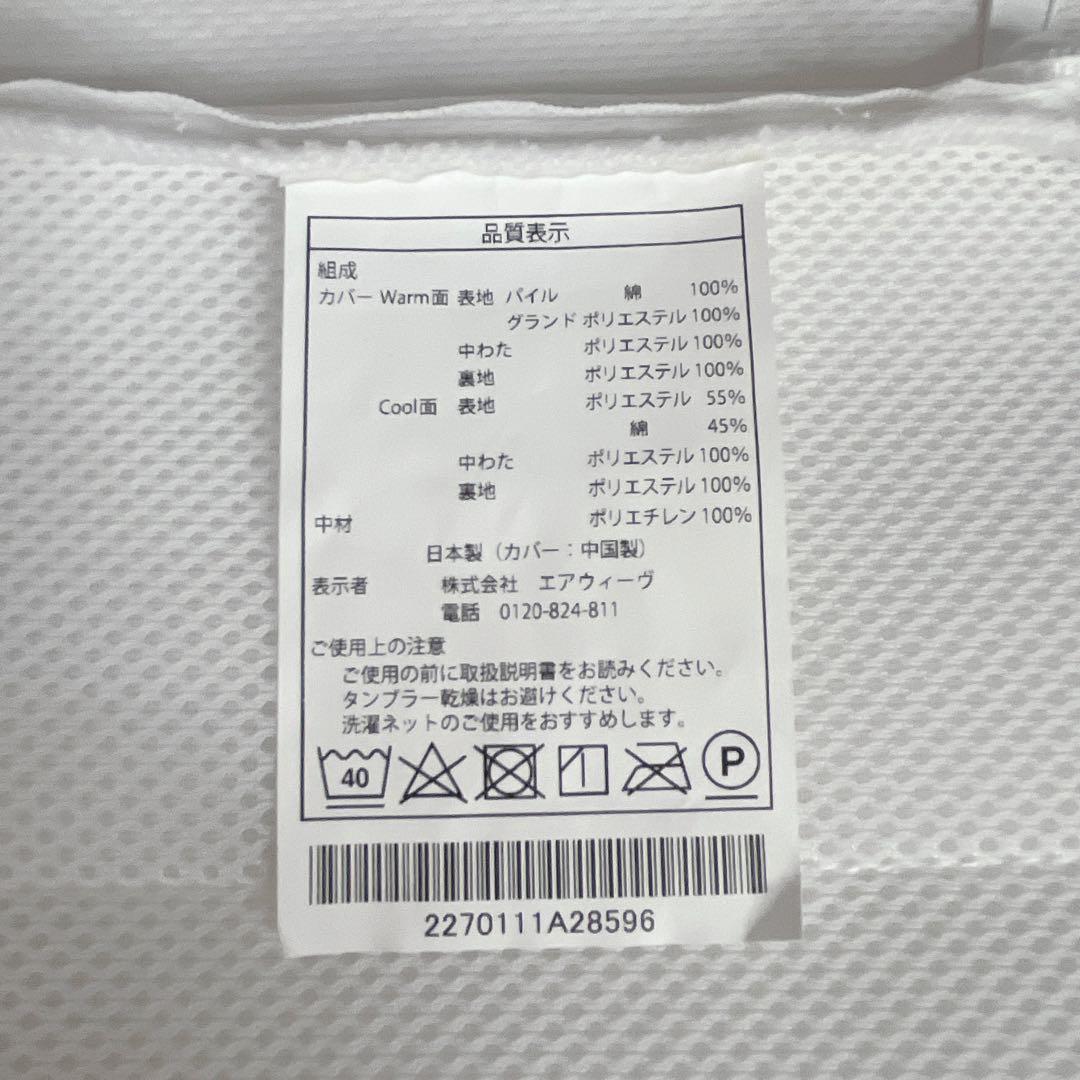 品質表示
組成
カバー Warm面 表地 パイル 綿 100%
グランド ポリエステル 100%
中わた ポリエステル 100%
裏地 ポリエステル 100%
Cool面 表地 ポリエステル 55%
綿 45%
中わた ポリエステル 100%
裏地 ポリエステル 100%
中材 ポリエチレン 100%
日本製（カバー：中国製）
表示者 株式会社 エアウィーヴ
電話 0120-824-811
ご使用上の注意
ご使用の前に取扱説明書をお読みください。
タンブラー乾燥はお避けください。
洗濯ネットのご使用をおすすめします。
40 P
2270111A28596